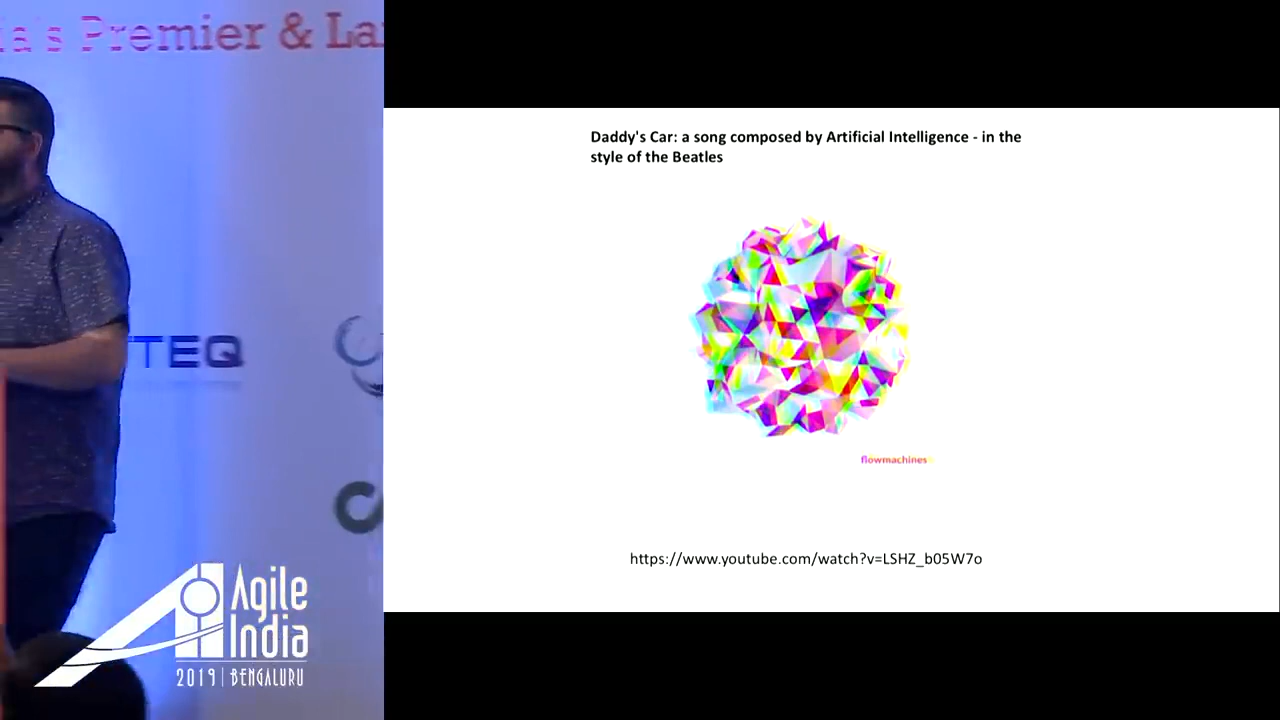 Premier & La
TEQ
Agile
India
2019 | BENGALURU
Daddy's Car: a song composed by Artificial Intelligence - in the
style of the Beatles
flowmachines
https://www.youtube.com/watch?v=LSHZ_b05W7o